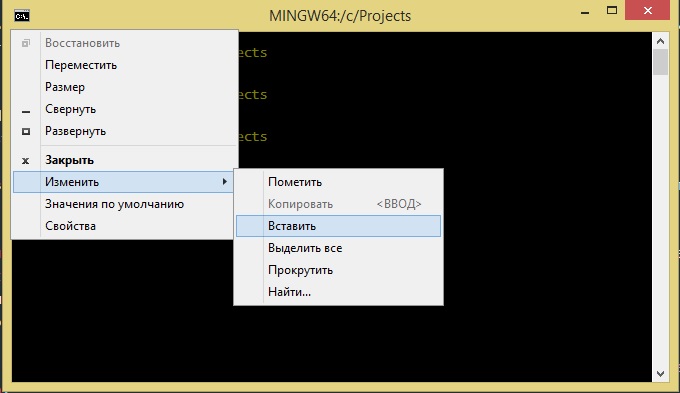 MINGW64:/c/Projects
Восстановить
Переместить
Размер
Свернуть
Развернуть
Закрыть
Изменить
Значения по умолчанию
Свойства
Пометить
Копировать <ВВОД>
Вставить
Выделить все
Прокрутить
Найти...
ects
ects
ects